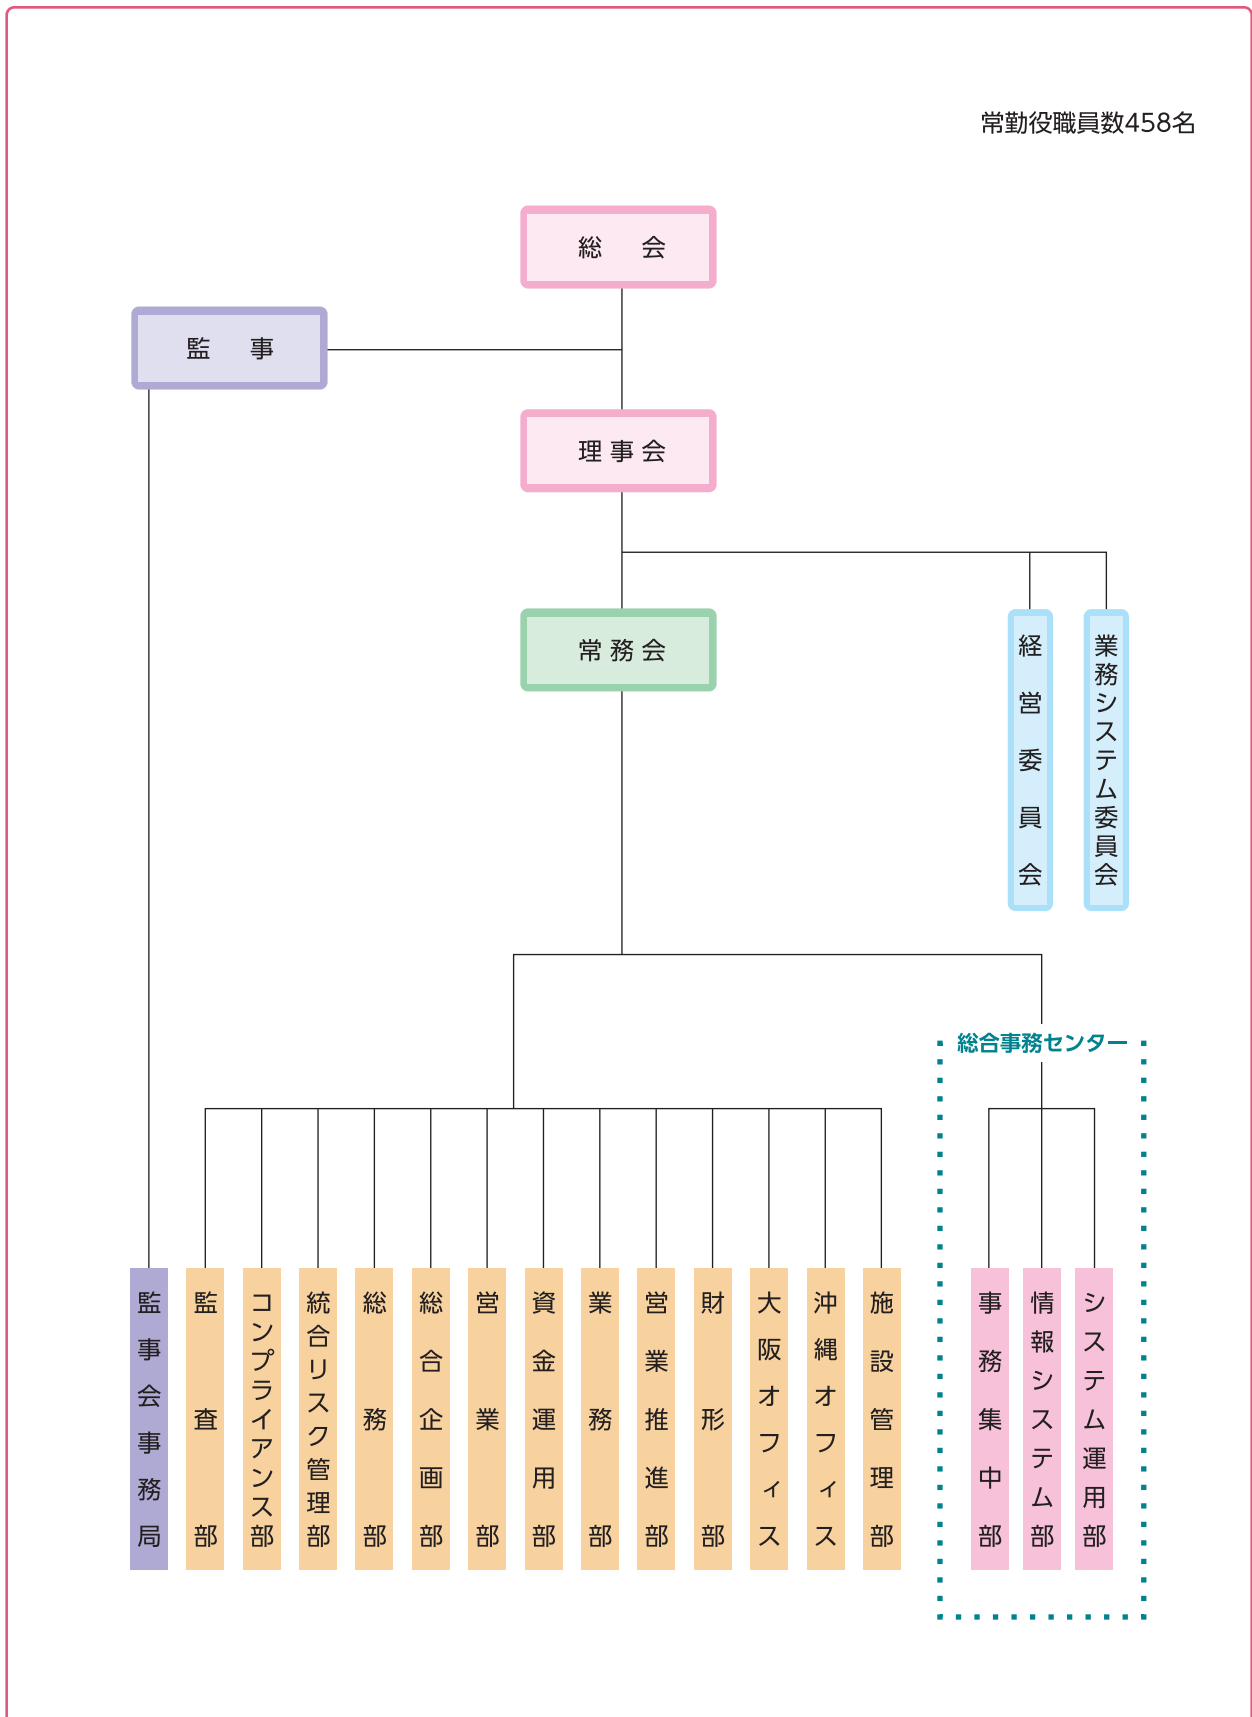 常勤役職員数458名
総　会
監　事
理事会
常務会
経営委員会
業務システム委員会
総合事務センター
監事会事務局
監査部
コンプライアンス部
統合リスク管理部
総務部
総合企画部
営業部
資金運用部
業務部
営業推進部
財形部
大阪オフィス
沖縄オフィス
施設管理部
事務集中部
情報システム部
システム運用部